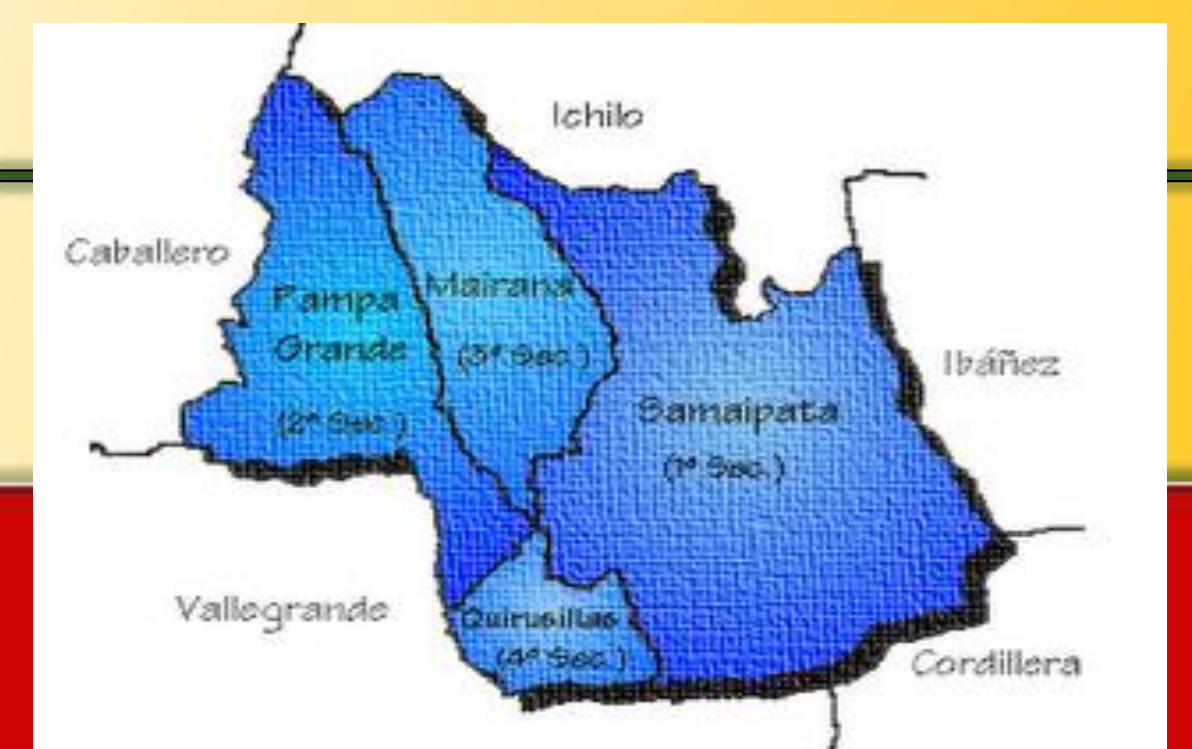 Ichilo
Caballero
Mairana
Pampa
Grande
(3ª Sec.)
Ibáñez
Samaipata
(2ª Sec.)
(1ª Sec.)
Vallegrande
Quirusillas
(4ª Sec.)
Cordillera